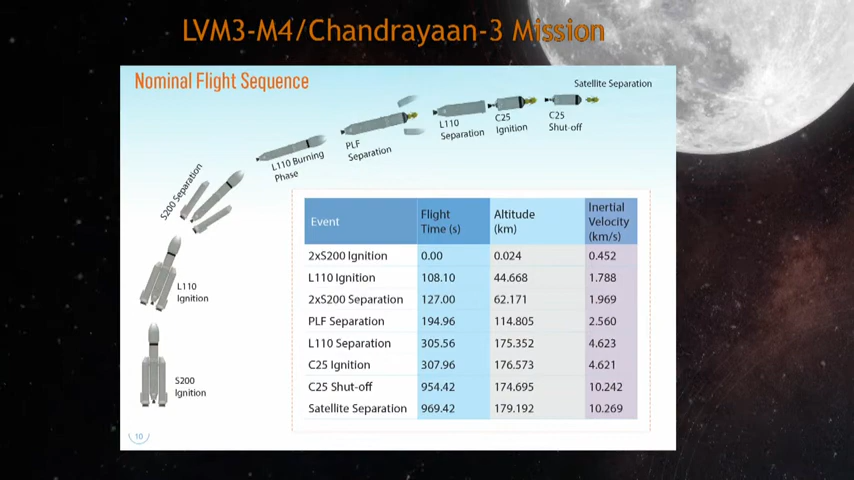 LVM3-M4/Chandrayaan-3 Mission
Nominal Flight Sequence
Satellite Separation
C25
Shut-off
C25
Ignition
L110
Separation
PLF
Separation
L110 Burning
Phase
S200 Separation
L110
Ignition
S200
Ignition
Event Flight Time (s) Altitude (km) Inertial Velocity (km/s)
2xS200 Ignition 0.00 0.024 0.452
L110 Ignition 108.10 44.668 1.788
2xS200 Separation 127.00 62.171 1.969
PLF Separation 194.96 114.805 2.560
L110 Separation 305.56 175.352 4.623
C25 Ignition 307.96 176.573 4.621
C25 Shut-off 954.42 174.695 10.242
Satellite Separation 969.42 179.192 10.269
10